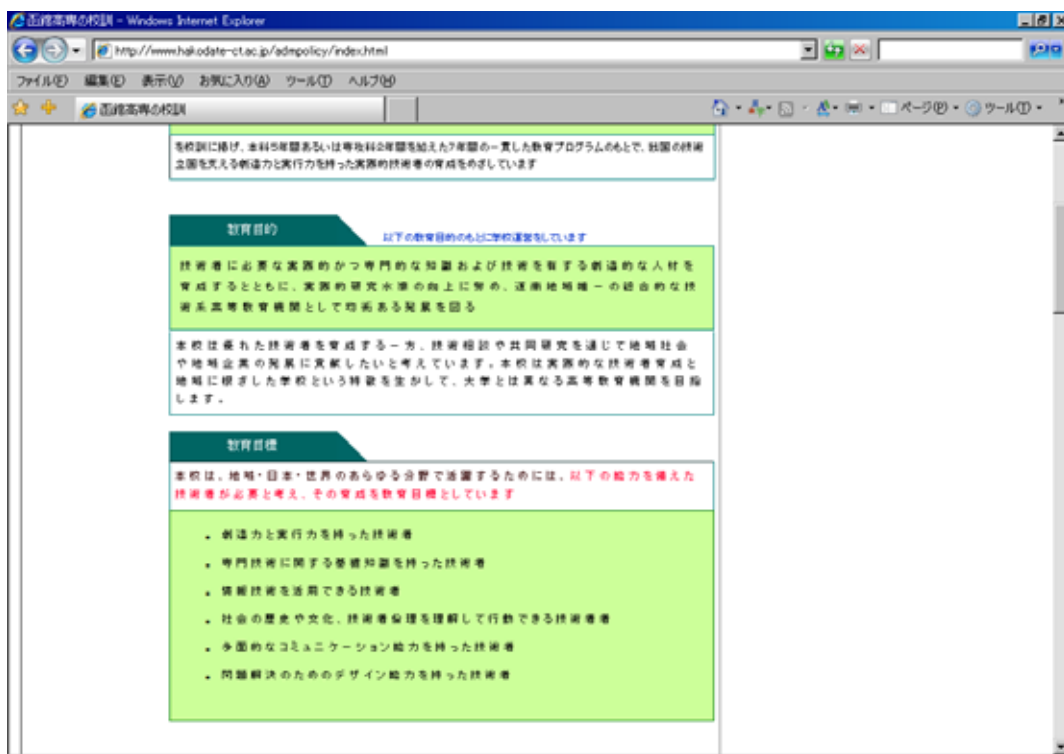 函館高専の校訓 - Windows Internet Explorer
http://www.hakodate-ct.ac.jp/admpolicy/index.html
ファイル(F) 編集(E) 表示(V) お気に入り(A) ツール(T) ヘルプ(H)
函館高専の校訓 ページ(P) ツール(O)
を校訓に掲げ、本科5年間あるいは専攻科2年間を加えた7年間の一貫した教育プログラムのもとで、我国の技術
立国を支える創造力と実行力を持った実践的技術者の育成をめざしています
教育目的
以下の教育目的のもとに学校運営をしています
技術者に必要な実践的かつ専門的な知識および技術を有する創造的な人材を
育成するとともに、実践的研究水準の向上に努め、道南地域唯一の総合的な技
術系高等教育機関として均衡ある発展を図る
本校は優れた技術者を育成する一方、技術相談や共同研究を通じて地域社会
や地域企業の発展に貢献したいと考えています。本校は実践的な技術者育成と
地域に根ざした学校という特徴を生かして、大学とは異なる高等教育機関を目指
します。
教育目標
本校は、地域・日本・世界のあらゆる分野で活躍するためには、以下の能力を備えた
技術者が必要と考え、その育成を教育目標としています
• 創造力と実行力を持った技術者
• 専門技術に関する基礎知識を持った技術者
• 情報技術を活用できる技術者
• 社会の歴史や文化、技術者倫理を理解して行動できる技術者者
• 多面的なコミュニケーション能力を持った技術者
• 問題解決のためのデザイン能力を持った技術者